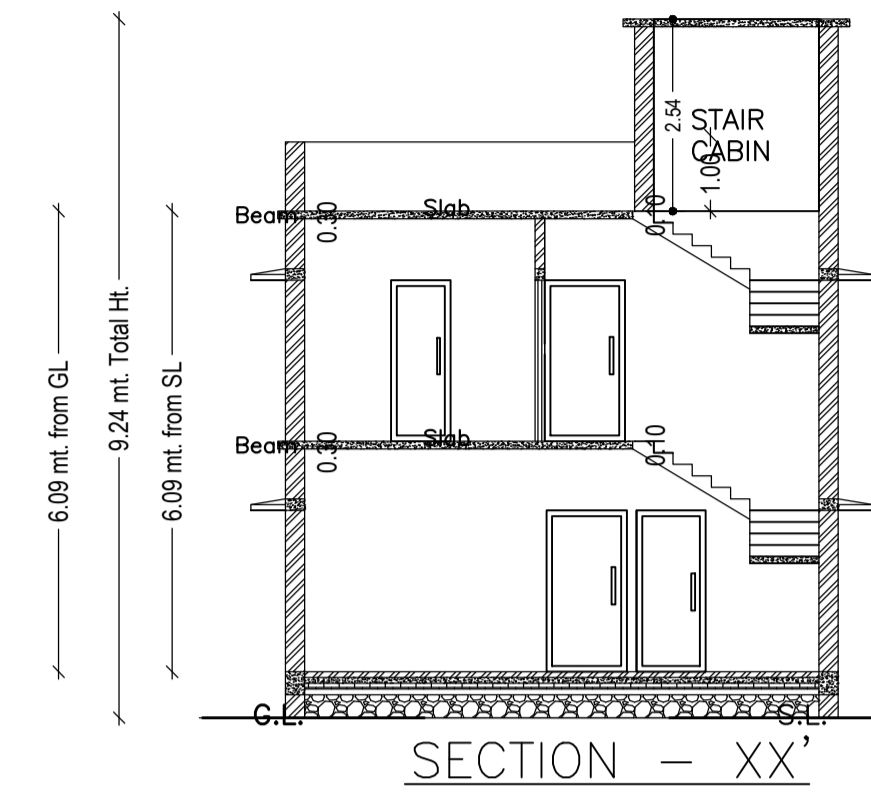 2.54
STAIR
CABIN
1.00
Beam
0.30
Slab
0.10
6.09 mt. from GL
9.24 mt. Total Ht.
6.09 mt. from SL
Beam
0.30
Slab
0.10
G.L.
S.L.
SECTION - XX'